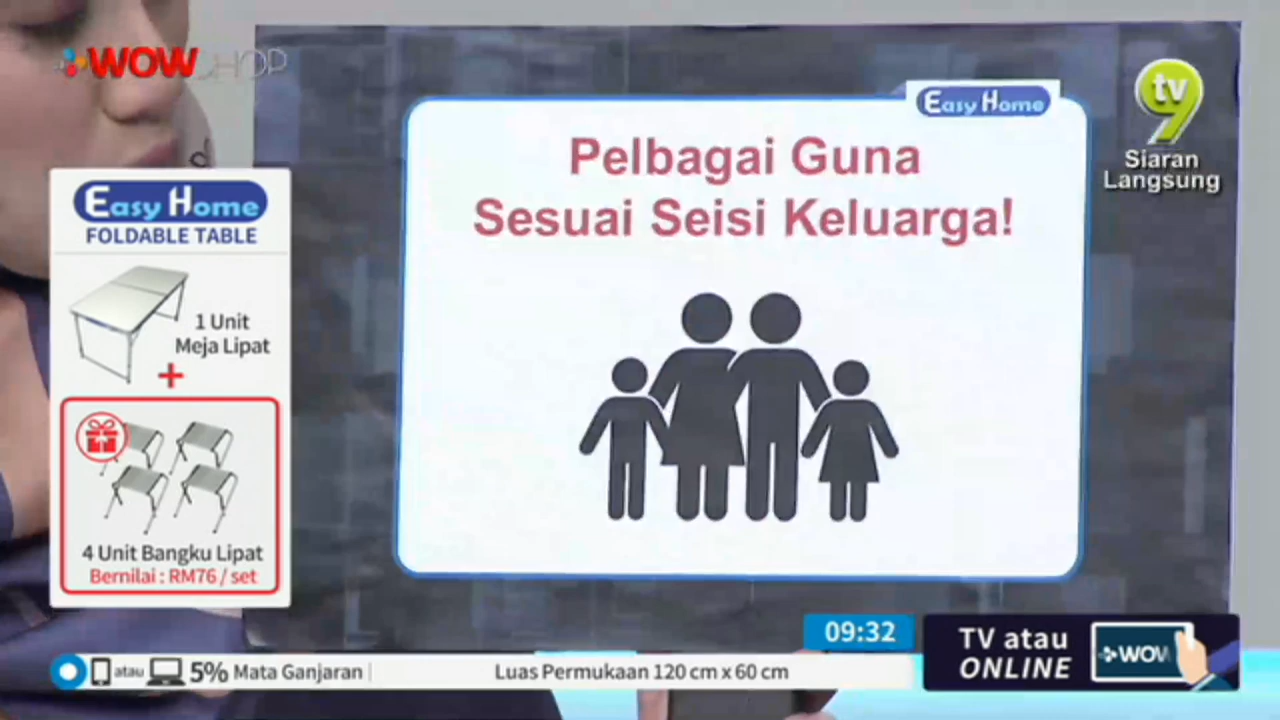 WOWSHOP
Easy Home
tv9
Siaran
Langsung
Pelbagai Guna
Sesuai Seisi Keluarga!
Easy Home
FOLDABLE TABLE
1 Unit
Meja Lipat
+
4 Unit Bangku Lipat
Bernilai : RM76 / set
09:32
TV atau
ONLINE
WOW
atau 5% Mata Ganjaran
Luas Permukaan 120 cm x 60 cm